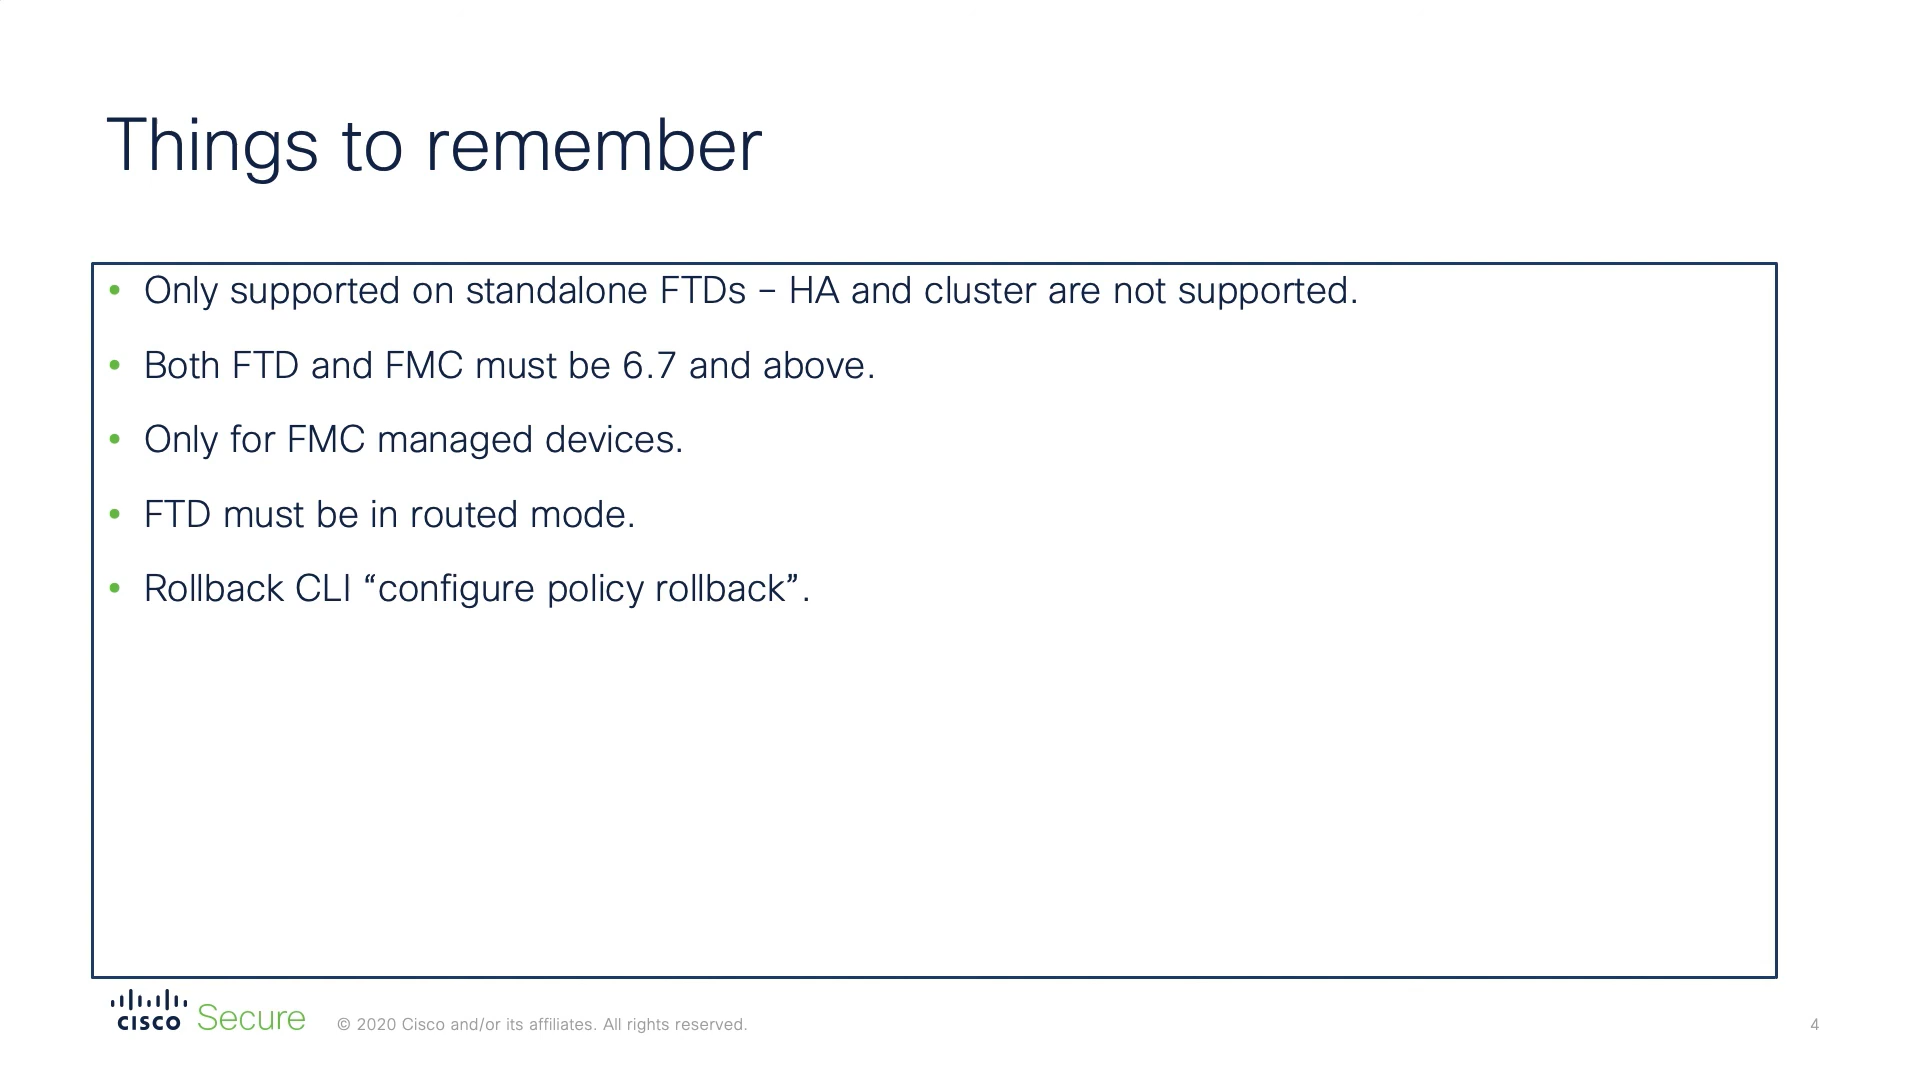 Things to remember
• Only supported on standalone FTDs – HA and cluster are not supported.
• Both FTD and FMC must be 6.7 and above.
• Only for FMC managed devices.
• FTD must be in routed mode.
• Rollback CLI “configure policy rollback”.
cisco Secure © 2020 Cisco and/or its affiliates. All rights reserved. 4